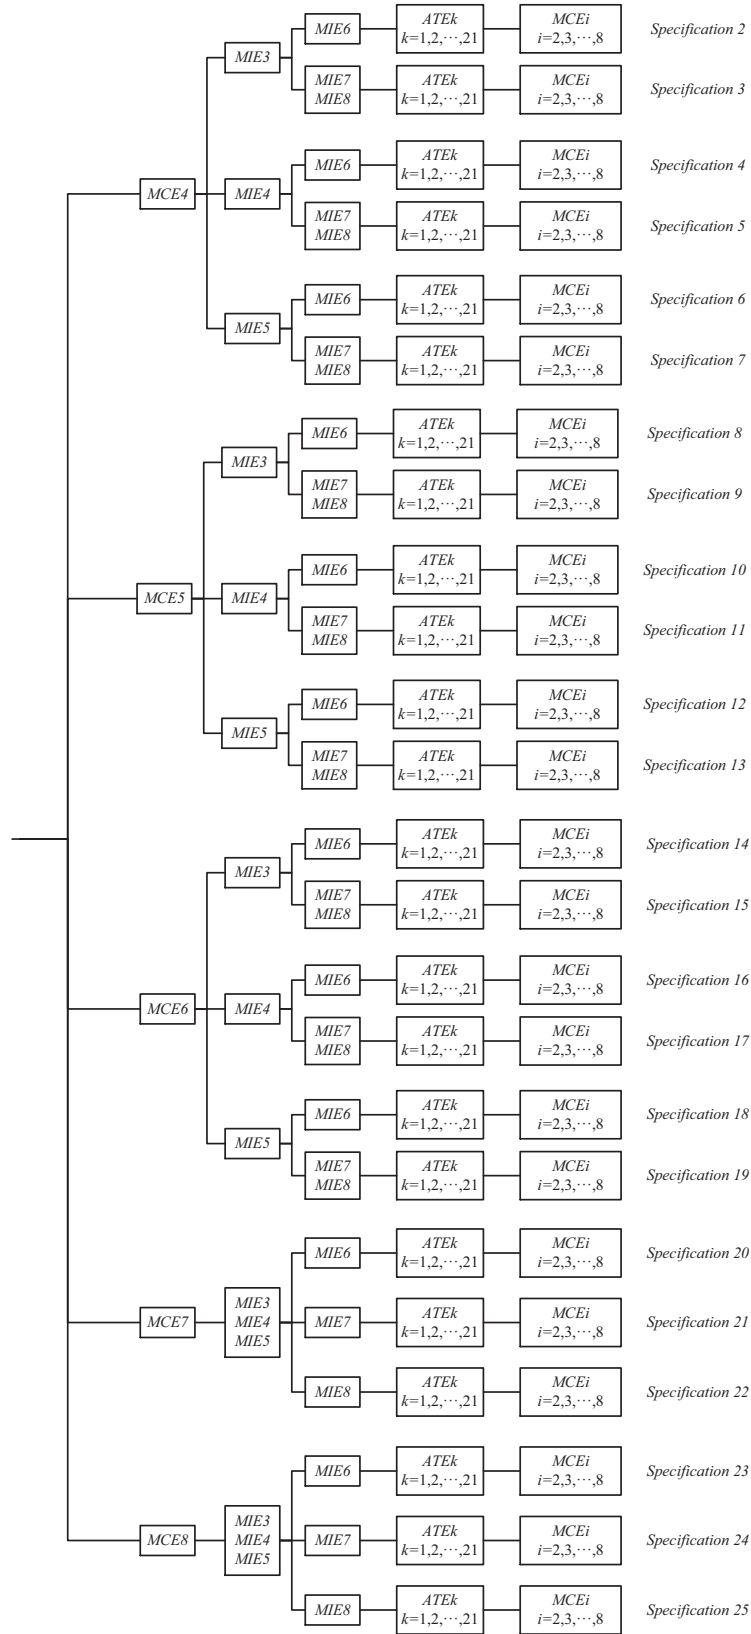 MCE4
MIE3
MIE6
ATEk
k=1,2,⋯,21
MCEi
i=2,3,⋯,8
Specification 2
MIE7
MIE8
ATEk
k=1,2,⋯,21
MCEi
i=2,3,⋯,8
Specification 3
MIE4
MIE6
ATEk
k=1,2,⋯,21
MCEi
i=2,3,⋯,8
Specification 4
MIE7
MIE8
ATEk
k=1,2,⋯,21
MCEi
i=2,3,⋯,8
Specification 5
MIE5
MIE6
ATEk
k=1,2,⋯,21
MCEi
i=2,3,⋯,8
Specification 6
MIE7
MIE8
ATEk
k=1,2,⋯,21
MCEi
i=2,3,⋯,8
Specification 7
MCE5
MIE3
MIE6
ATEk
k=1,2,⋯,21
MCEi
i=2,3,⋯,8
Specification 8
MIE7
MIE8
ATEk
k=1,2,⋯,21
MCEi
i=2,3,⋯,8
Specification 9
MIE4
MIE6
ATEk
k=1,2,⋯,21
MCEi
i=2,3,⋯,8
Specification 10
MIE7
MIE8
ATEk
k=1,2,⋯,21
MCEi
i=2,3,⋯,8
Specification 11
MIE5
MIE6
ATEk
k=1,2,⋯,21
MCEi
i=2,3,⋯,8
Specification 12
MIE7
MIE8
ATEk
k=1,2,⋯,21
MCEi
i=2,3,⋯,8
Specification 13
MCE6
MIE3
MIE6
ATEk
k=1,2,⋯,21
MCEi
i=2,3,⋯,8
Specification 14
MIE7
MIE8
ATEk
k=1,2,⋯,21
MCEi
i=2,3,⋯,8
Specification 15
MIE4
MIE6
ATEk
k=1,2,⋯,21
MCEi
i=2,3,⋯,8
Specification 16
MIE7
MIE8
ATEk
k=1,2,⋯,21
MCEi
i=2,3,⋯,8
Specification 17
MIE5
MIE6
ATEk
k=1,2,⋯,21
MCEi
i=2,3,⋯,8
Specification 18
MIE7
MIE8
ATEk
k=1,2,⋯,21
MCEi
i=2,3,⋯,8
Specification 19
MCE7
MIE3
MIE4
MIE5
MIE6
ATEk
k=1,2,⋯,21
MCEi
i=2,3,⋯,8
Specification 20
MIE7
ATEk
k=1,2,⋯,21
MCEi
i=2,3,⋯,8
Specification 21
MIE8
ATEk
k=1,2,⋯,21
MCEi
i=2,3,⋯,8
Specification 22
MCE8
MIE3
MIE4
MIE5
MIE6
ATEk
k=1,2,⋯,21
MCEi
i=2,3,⋯,8
Specification 23
MIE7
ATEk
k=1,2,⋯,21
MCEi
i=2,3,⋯,8
Specification 24
MIE8
ATEk
k=1,2,⋯,21
MCEi
i=2,3,⋯,8
Specification 25